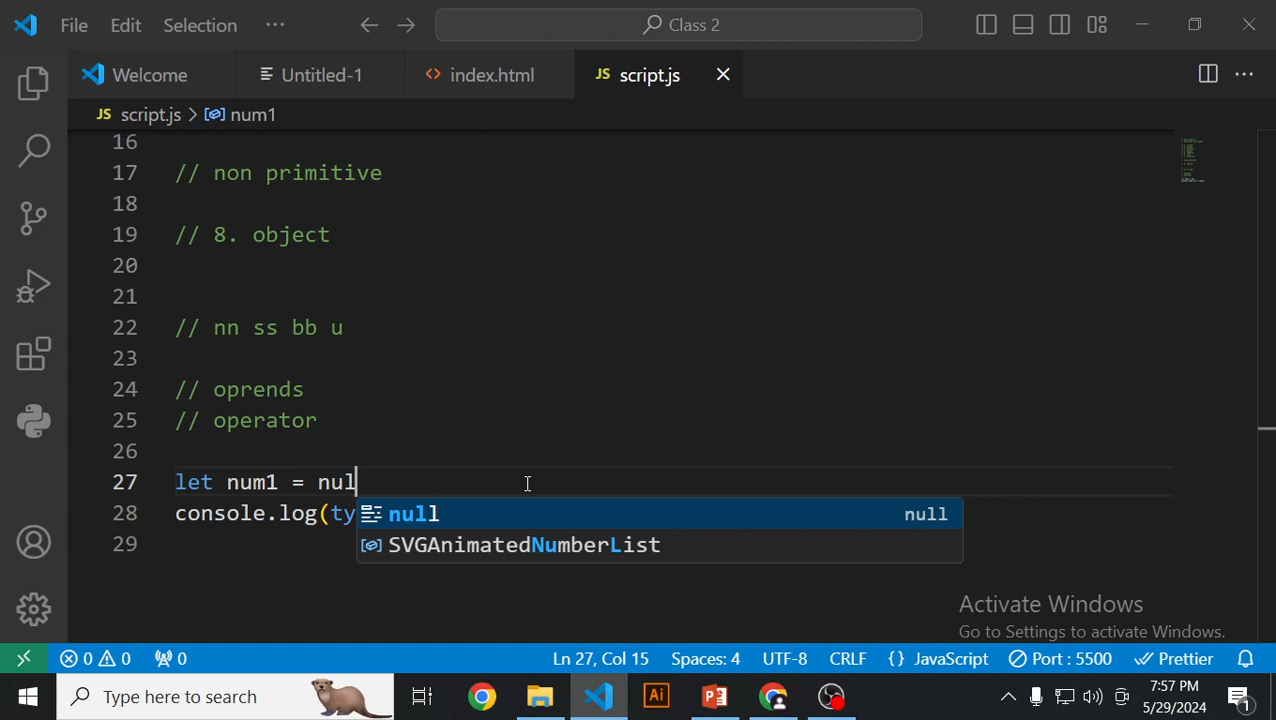 File Edit Selection ··· Class 2
Welcome Untitled-1 <> index.html JS script.js
JS script.js > num1
16
17 // non primitive
18
19 // 8. object
20
21
22 // nn ss bb u
23
24 // oprends
25 // operator
26
27 let num1 = nul
null null
28 console.log(ty
SVGAnimatedNumberList
29
Activate Windows
Go to Settings to activate Windows.
0 0 0 Ln 27, Col 15 Spaces: 4 UTF-8 CRLF {} JavaScript Port : 5500 Prettier
Type here to search Ai 7:57 PM
5/29/2024 1